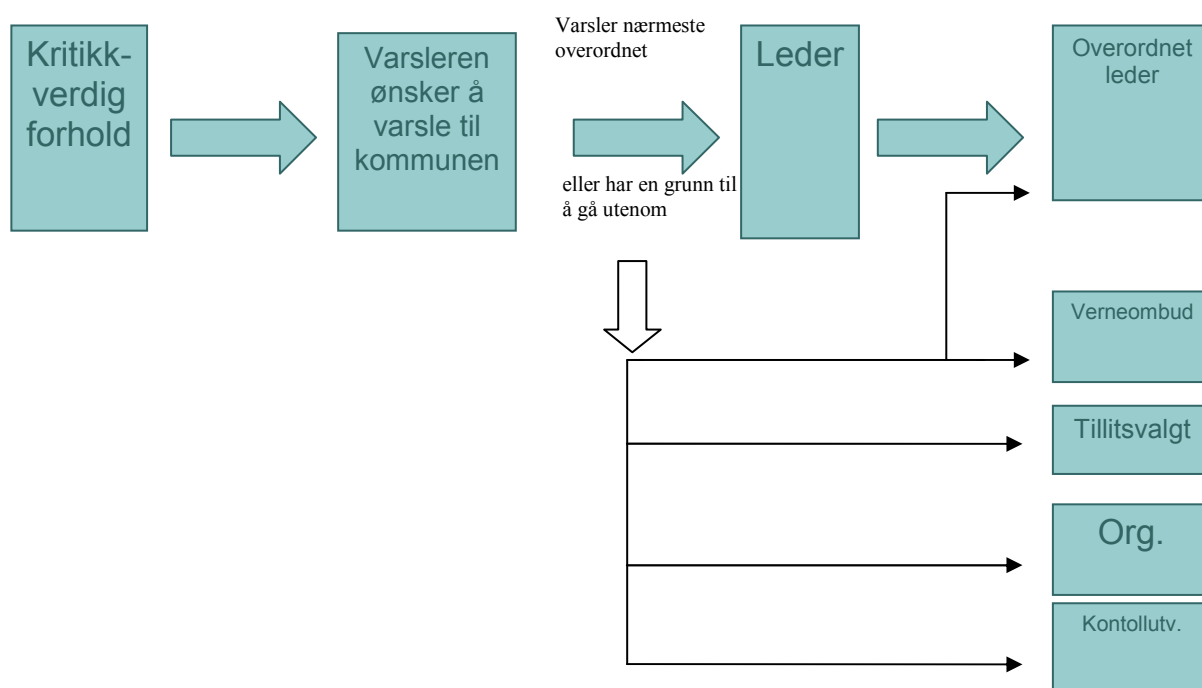 Kritikk-
verdig
forhold
Varsleren
ønsker å
varsle til
kommunen
Varsler nærmeste
overordnet
eller har en grunn til
å gå utenom
Leder
Overordnet
leder
Verneombud
Tillitsvalgt
Org.
Kontollutv.